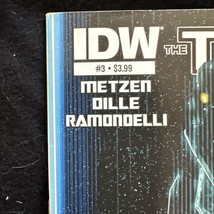 IDW THE T
#3 • $3.99
METZEN
DILLE
RAMONDELLI